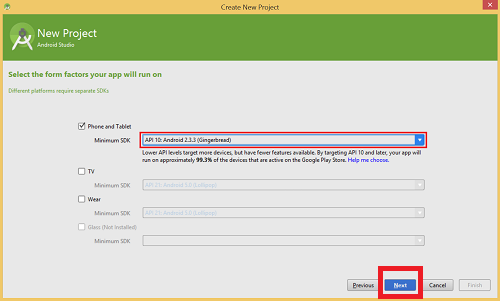 Create New Project
New Project
Android Studio
Select the form factors your app will run on
Different platforms require separate SDKs
Phone and Tablet
Minimum SDK
API 10: Android 2.3.3 (Gingerbread)
Lower API levels target more devices, but have fewer features available. By targeting API 10 and later, your app will
run on approximately 99.3% of the devices that are active on the Google Play Store. Help me choose.
TV
Minimum SDK
API 21: Android 5.0 (Lollipop)
Wear
Minimum SDK
API 21: Android 5.0 (Lollipop)
Glass (Not Installed)
Minimum SDK
Previous
Next
Cancel
Finish